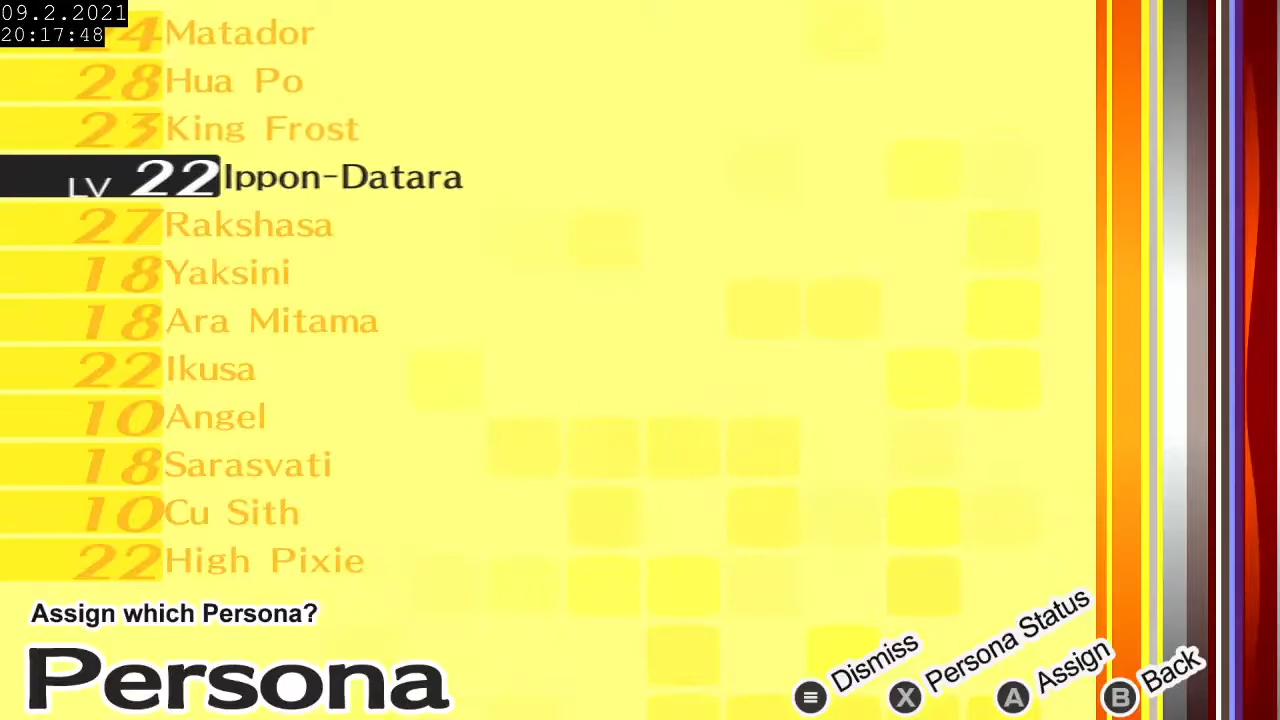 09.2.2021
20:17:48
Matador
28 Hua Po
23 King Frost
LV 22 Ippon-Datara
27 Rakshasa
18 Yaksini
18 Ara Mitama
22 Ikusa
10 Angel
18 Sarasvati
10 Cu Sith
22 High Pixie
Assign which Persona?
Persona
Dismiss
X Persona Status
A Assign
B Back